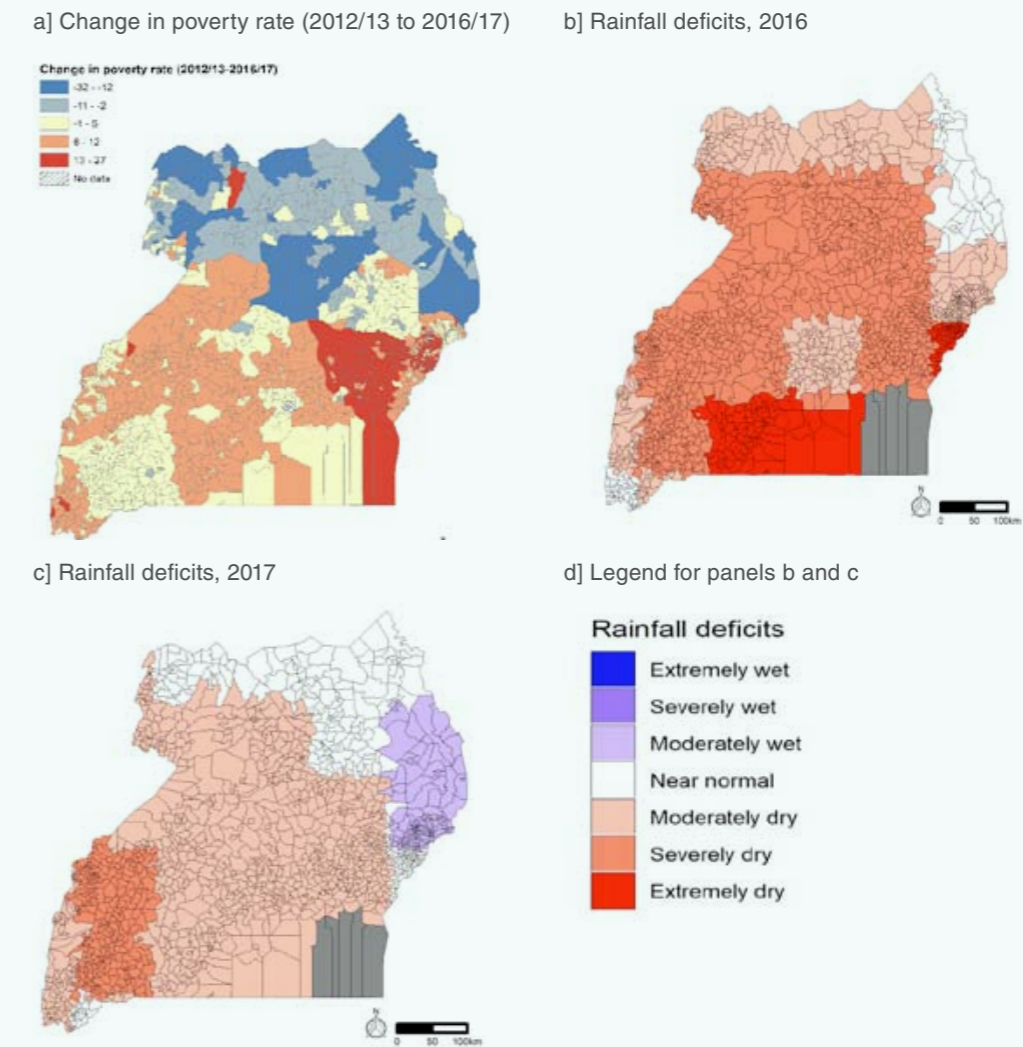 a] Change in poverty rate (2012/13 to 2016/17)
b] Rainfall deficits, 2016
Change in poverty rate (2012/13-2016/17)
-32 - -12
-11 - -2
-1 - 5
6 - 12
13 - 27
No data
N
0 50 100km
c] Rainfall deficits, 2017
d] Legend for panels b and c
Rainfall deficits
Extremely wet
Severely wet
Moderately wet
Near normal
Moderately dry
Severely dry
Extremely dry
N
0 50 100km